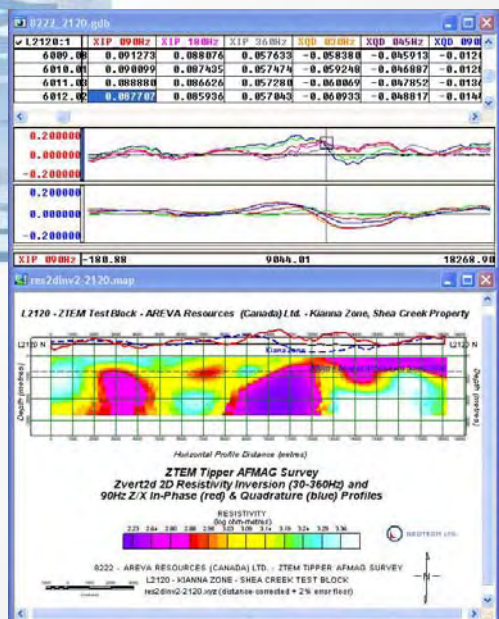 8222_2120.gdb
✓ L2120:1 XIP 090Hz XIP 180Hz XIP 360Hz XQD 030Hz XQD 045Hz XQD 090
6009.0 0.091273 0.088076 0.057633 -0.058380 -0.045913
6010.0 0.090099 0.087435 0.057474 -0.059248 -0.046887
6011.0 0.088880 0.086626 0.057280 -0.060069 -0.047852
6012.0 0.087707 0.085936 0.057043 -0.060933 -0.048817
0.200000
0.000000
-0.200000
0.200000
0.000000
-0.200000
XIP 090Hz -180.88 9044.01 18268.90
res2dinv2-2120.map
L2120 - ZTEM Test Block - AREVA Resources (Canada) Ltd. - Kianna Zone, Shea Creek Property
L2120 N Kianna Zone L2120 N
Depth (metres) Depth (metres)
Horizontal Profile Distance (metres)
ZTEM Tipper AFMAG Survey
Zvert2d 2D Resistivity Inversion (30-360Hz) and
90Hz Z/X In-Phase (red) & Quadrature (blue) Profiles
RESISTIVITY
(log ohm-metres)
GEOTECH LTD.
8222 - AREVA RESOURCES (CANADA) LTD. - ZTEM TIPPER AFMAG SURVEY
L2120 - KIANNA ZONE - SHEA CREEK TEST BLOCK
res2dinv2-2120.xyz (distance corrected + 2% error floor)
N